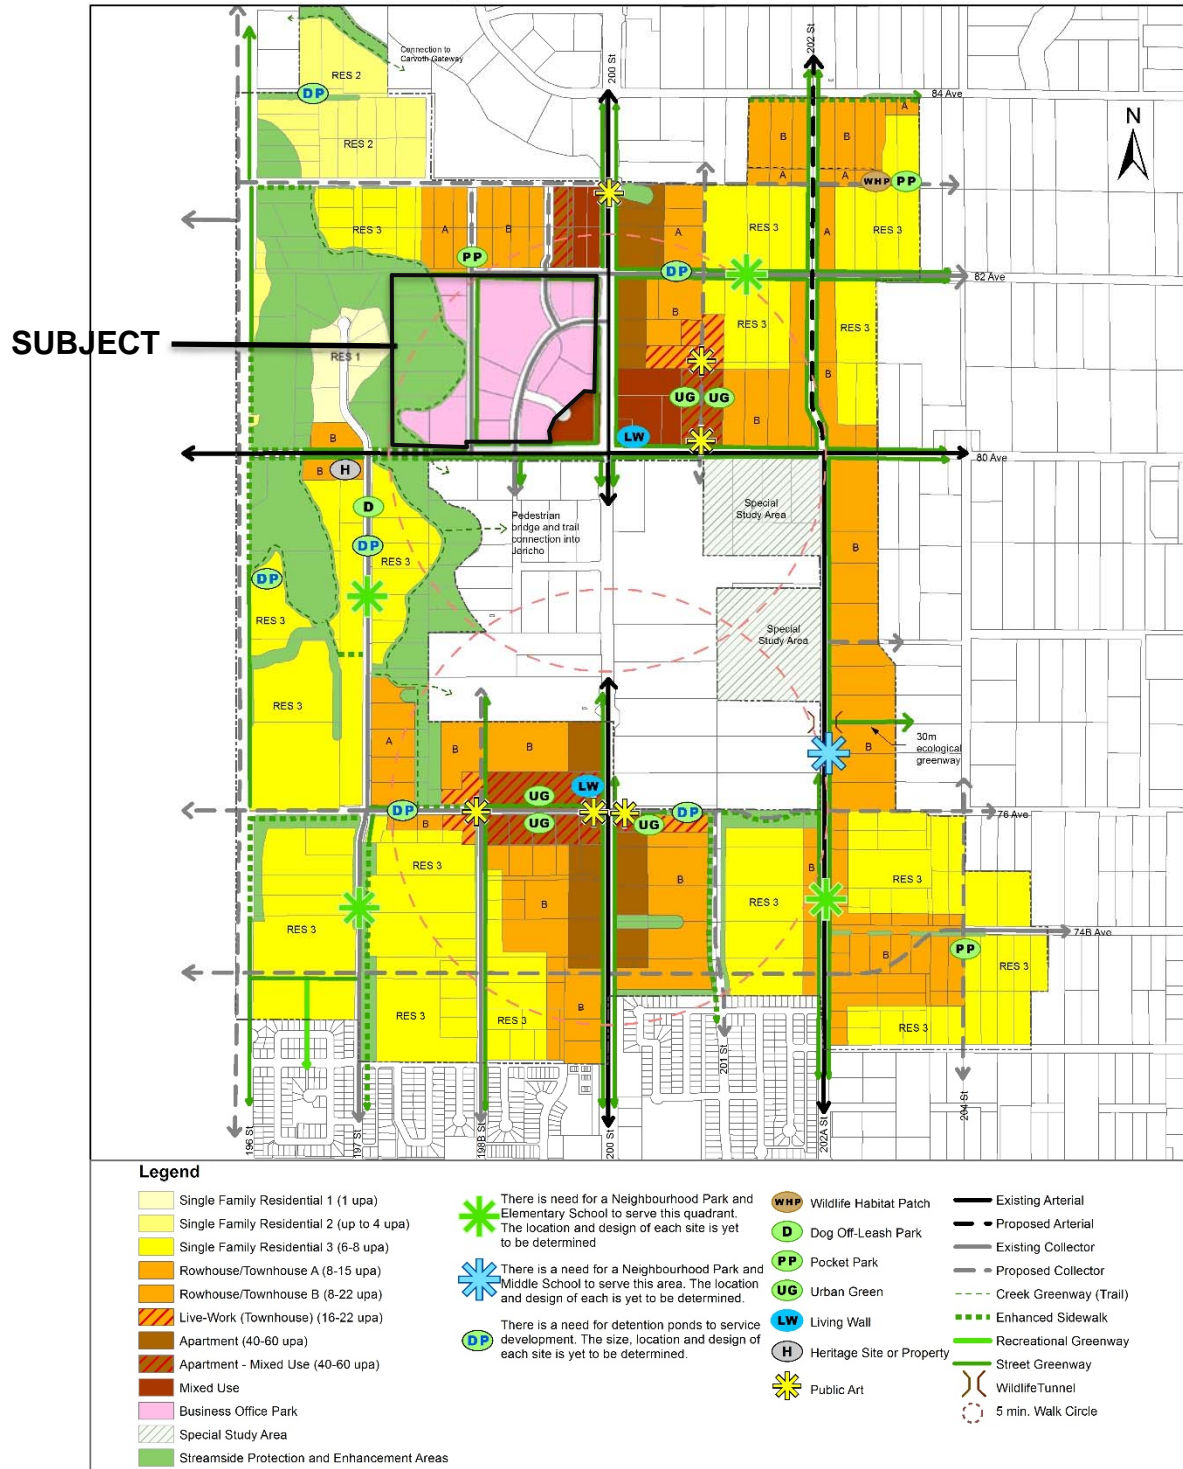 Connection to
Carvoth Gateway
200 St
202 St
RES 2
DP
84 Ave
RES 2
N
B
B
A
A
A
WHP
PP
RES 3
A
B
PP
A
DP
RES 3
A
RES 3
82 Ave
SUBJECT
RES 1
B
RES 3
RES 3
B
UG
UG
B
B
LW
B
H
80 Ave
D
DP
RES 3
Pedestrian
bridge and trail
connection into
Jericho
Special
Study Area
B
DP
RES 3
Special
Study Area
RES 3
A
B
B
30m
ecological
greenway
B
LW
UG
DP
UG
UG
DP
76 Ave
B
RES 3
B
B
RES 3
B
RES 3
RES 3
74B Ave
B
PP
RES 3
RES 3
RES 3
B
RES 3
196 St
197 St
198B St
200 St
201 St
202A St
204 St
Legend
Single Family Residential 1 (1 upa)
Single Family Residential 2 (up to 4 upa)
Single Family Residential 3 (6-8 upa)
Rowhouse/Townhouse A (8-15 upa)
Rowhouse/Townhouse B (8-22 upa)
Live-Work (Townhouse) (16-22 upa)
Apartment (40-60 upa)
Apartment - Mixed Use (40-60 upa)
Mixed Use
Business Office Park
Special Study Area
Streamside Protection and Enhancement Areas
There is need for a Neighbourhood Park and
Elementary School to serve this quadrant.
The location and design of each site is yet
to be determined
There is a need for a Neighbourhood Park and
Middle School to serve this area. The location
and design of each is yet to be determined.
DP
There is a need for detention ponds to service
development. The size, location and design of
each site is yet to be determined.
WHP Wildlife Habitat Patch
D Dog Off-Leash Park
PP Pocket Park
UG Urban Green
LW Living Wall
H Heritage Site or Property
Public Art
Existing Arterial
Proposed Arterial
Existing Collector
Proposed Collector
Creek Greenway (Trail)
Enhanced Sidewalk
Recreational Greenway
Street Greenway
WildlifeTunnel
5 min. Walk Circle